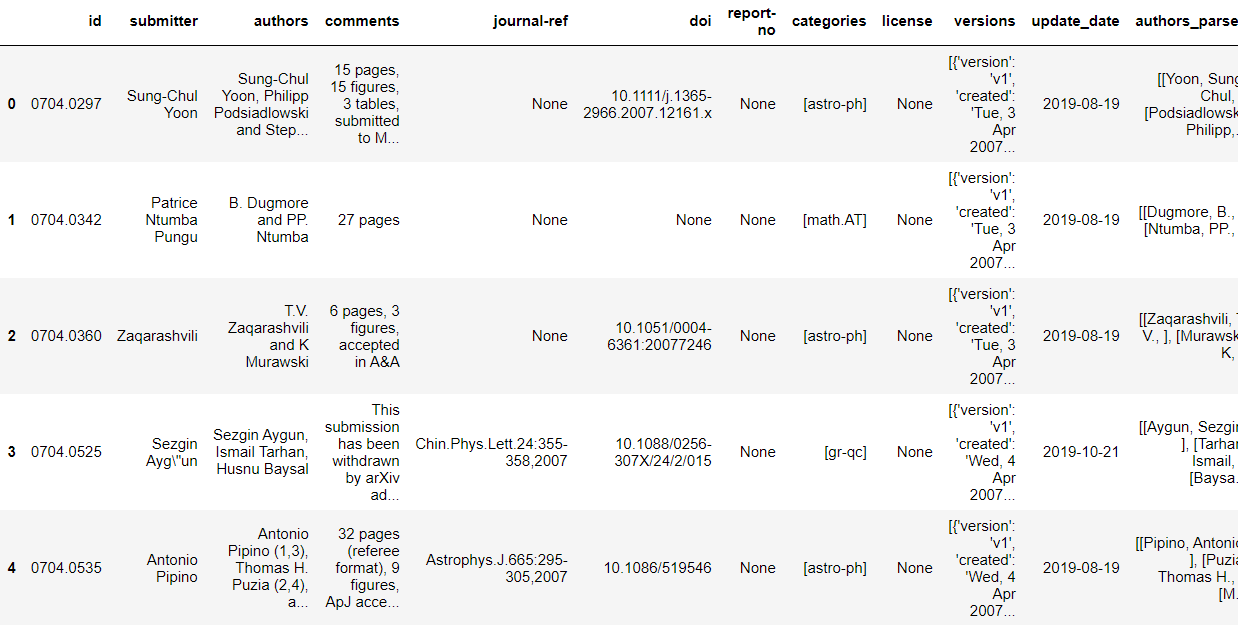 id submitter authors comments journal-ref doi report-no categories license versions update_date authors_parse
0 0704.0297 Sung-Chul Yoon Sung-Chul Yoon, Philipp Podsiadlowski and Step... 15 pages, 15 figures, 3 tables, submitted to M... None 10.1111/j.1365-2966.2007.12161.x None [astro-ph] None [{'version': 'v1', 'created': 'Tue, 3 Apr 2007... 2019-08-19 [[Yoon, Sung Chul, [Podsiadlowsk Philipp,.
1 0704.0342 Patrice Ntumba Pungu B. Dugmore and PP. Ntumba 27 pages None None None [math.AT] None [{'version': 'v1', 'created': 'Tue, 3 Apr 2007... 2019-08-19 [[Dugmore, B., [Ntumba, PP.,
2 0704.0360 Zaqarashvili T.V. Zaqarashvili and K Murawski 6 pages, 3 figures, accepted in A&A None 10.1051/0004-6361:20077246 None [astro-ph] None [{'version': 'v1', 'created': 'Tue, 3 Apr 2007... 2019-08-19 [[Zaqarashvili, V., ], [Murawsk K,
3 0704.0525 Sezgin Ayg\"un Sezgin Aygun, Ismail Tarhan, Husnu Baysal This submission has been withdrawn by arXiv ad... Chin.Phys.Lett.24:355-358,2007 10.1088/0256-307X/24/2/015 None [gr-qc] None [{'version': 'v1', 'created': 'Wed, 4 Apr 2007... 2019-10-21 [[Aygun, Sezgi ], [Tarha Ismail, [Baysa..
4 0704.0535 Antonio Pipino Antonio Pipino (1,3), Thomas H. Puzia (2,4), a... 32 pages (referee format), 9 figures, ApJ acce... Astrophys.J.665:295-305,2007 10.1086/519546 None [astro-ph] None [{'version': 'v1', 'created': 'Wed, 4 Apr 2007... 2019-08-19 [[Pipino, Antoni ], [Puzia Thomas H., [M.